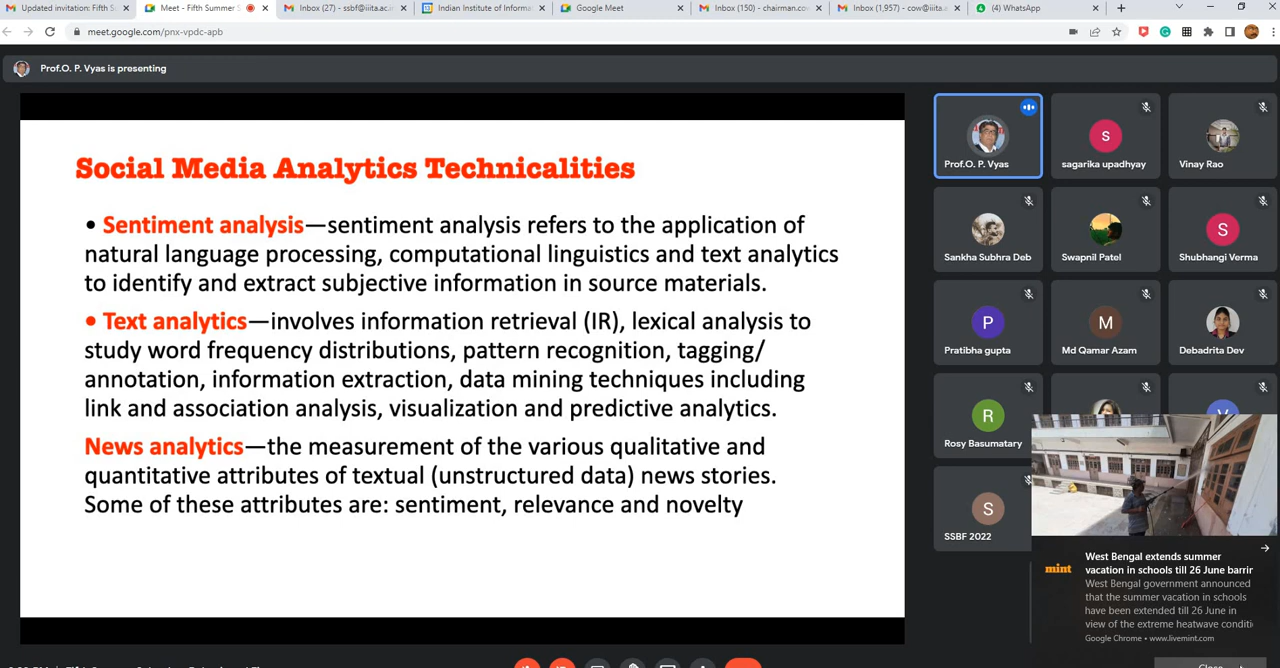 Updated invitation: Fifth S
Meet - Fifth Summer
Inbox (27) - ssbf@iiita.ac.in
Indian Institute of Informa
Google Meet
Inbox (150) - chairman.cow
Inbox (1,957) - cow@iiita.a
(4) WhatsApp
meet.google.com/pnx-vpdc-apb
Prof.O. P. Vyas is presenting
Social Media Analytics Technicalities
• Sentiment analysis—sentiment analysis refers to the application of
natural language processing, computational linguistics and text analytics
to identify and extract subjective information in source materials.
• Text analytics—involves information retrieval (IR), lexical analysis to
study word frequency distributions, pattern recognition, tagging/
annotation, information extraction, data mining techniques including
link and association analysis, visualization and predictive analytics.
News analytics—the measurement of the various qualitative and
quantitative attributes of textual (unstructured data) news stories.
Some of these attributes are: sentiment, relevance and novelty
Prof.O. P. Vyas
S
sagarika upadhyay
Vinay Rao
Sankha Subhra Deb
Swapnil Patel
S
Shubhangi Verma
P
Pratibha gupta
M
Md Qamar Azam
Debadrita Dev
R
Rosy Basumatary
V
S
SSBF 2022
mint
West Bengal extends summer
vacation in schools till 26 June barrir
West Bengal government announced
that the summer vacation in schools
have been extended till 26 June in
view of the extreme heatwave conditi
Google Chrome • www.livemint.com
Close